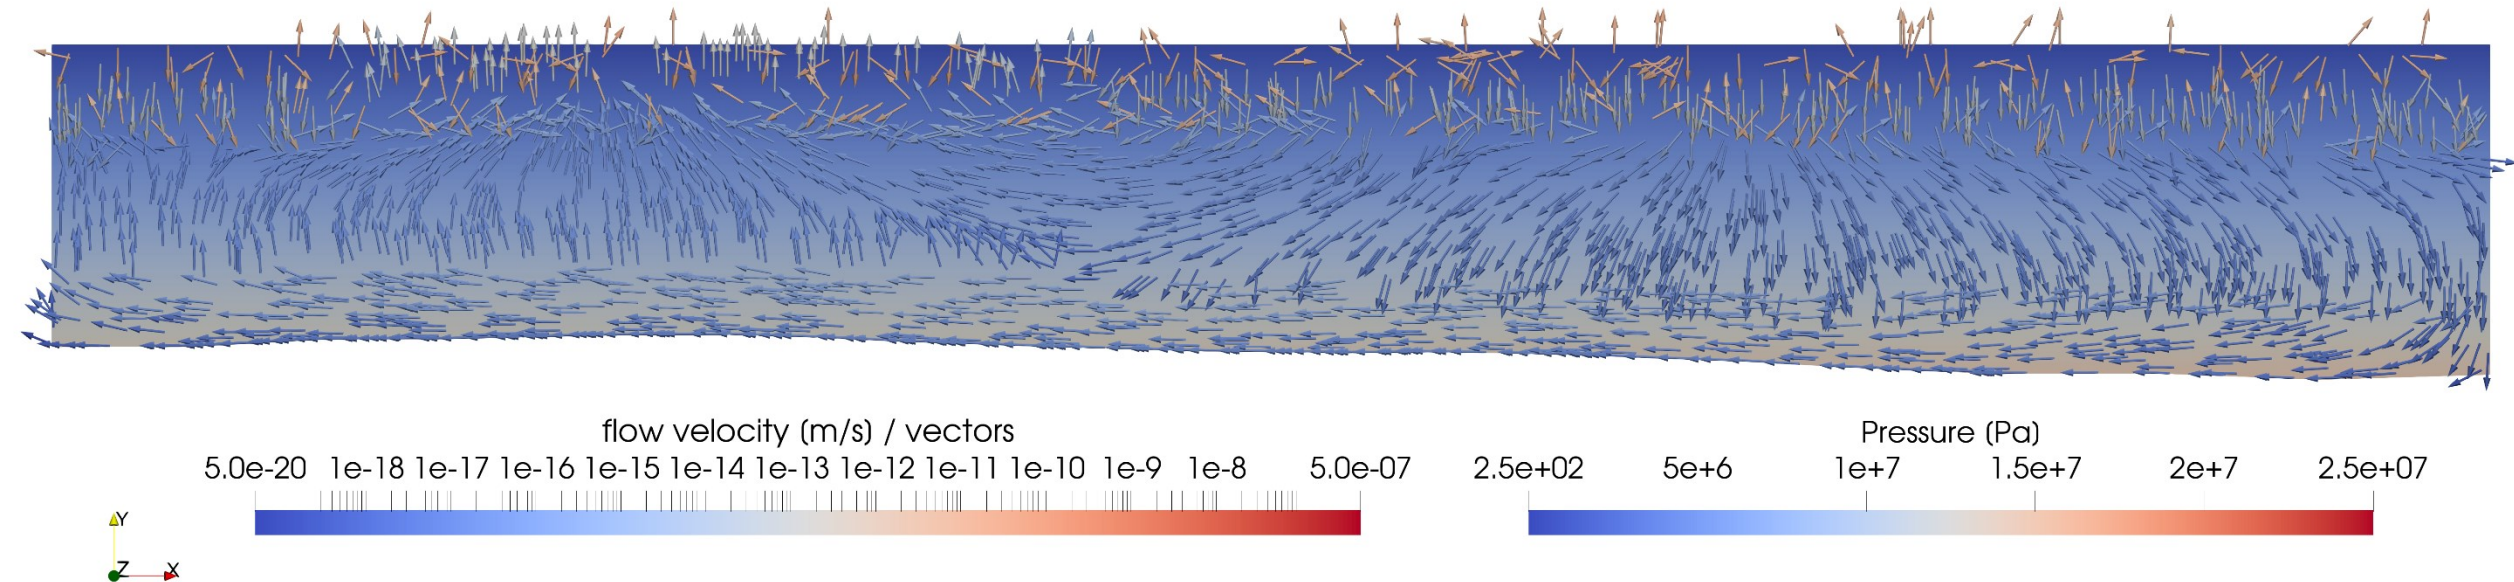 flow velocity (m/s) / vectors
5.0e-20 1e-18 1e-17 1e-16 1e-15 1e-14 1e-13 1e-12 1e-11 1e-10 1e-9 1e-8 5.0e-07
Pressure (Pa)
2.5e+02 5e+6 1e+7 1.5e+7 2e+7 2.5e+07
Y
Z X